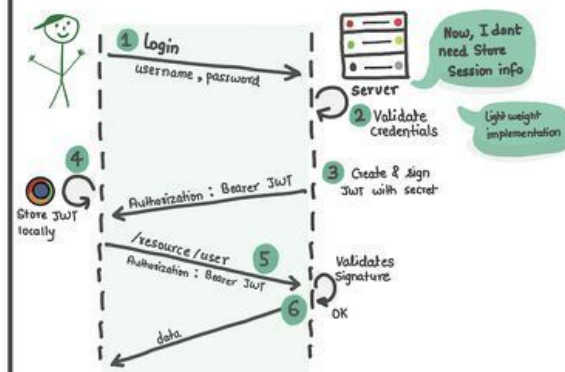 1 Login
username, password
Server
Now, I dont
need Store
Session info
2 Validate
Credentials
Light weight
implementation
3 Create & sign
JWT with secret
Authorization : Bearer JWT
4
Store JWT
locally
/resource/user
Authorization : Bearer JWT
5
Validates
Signature
OK
6
data